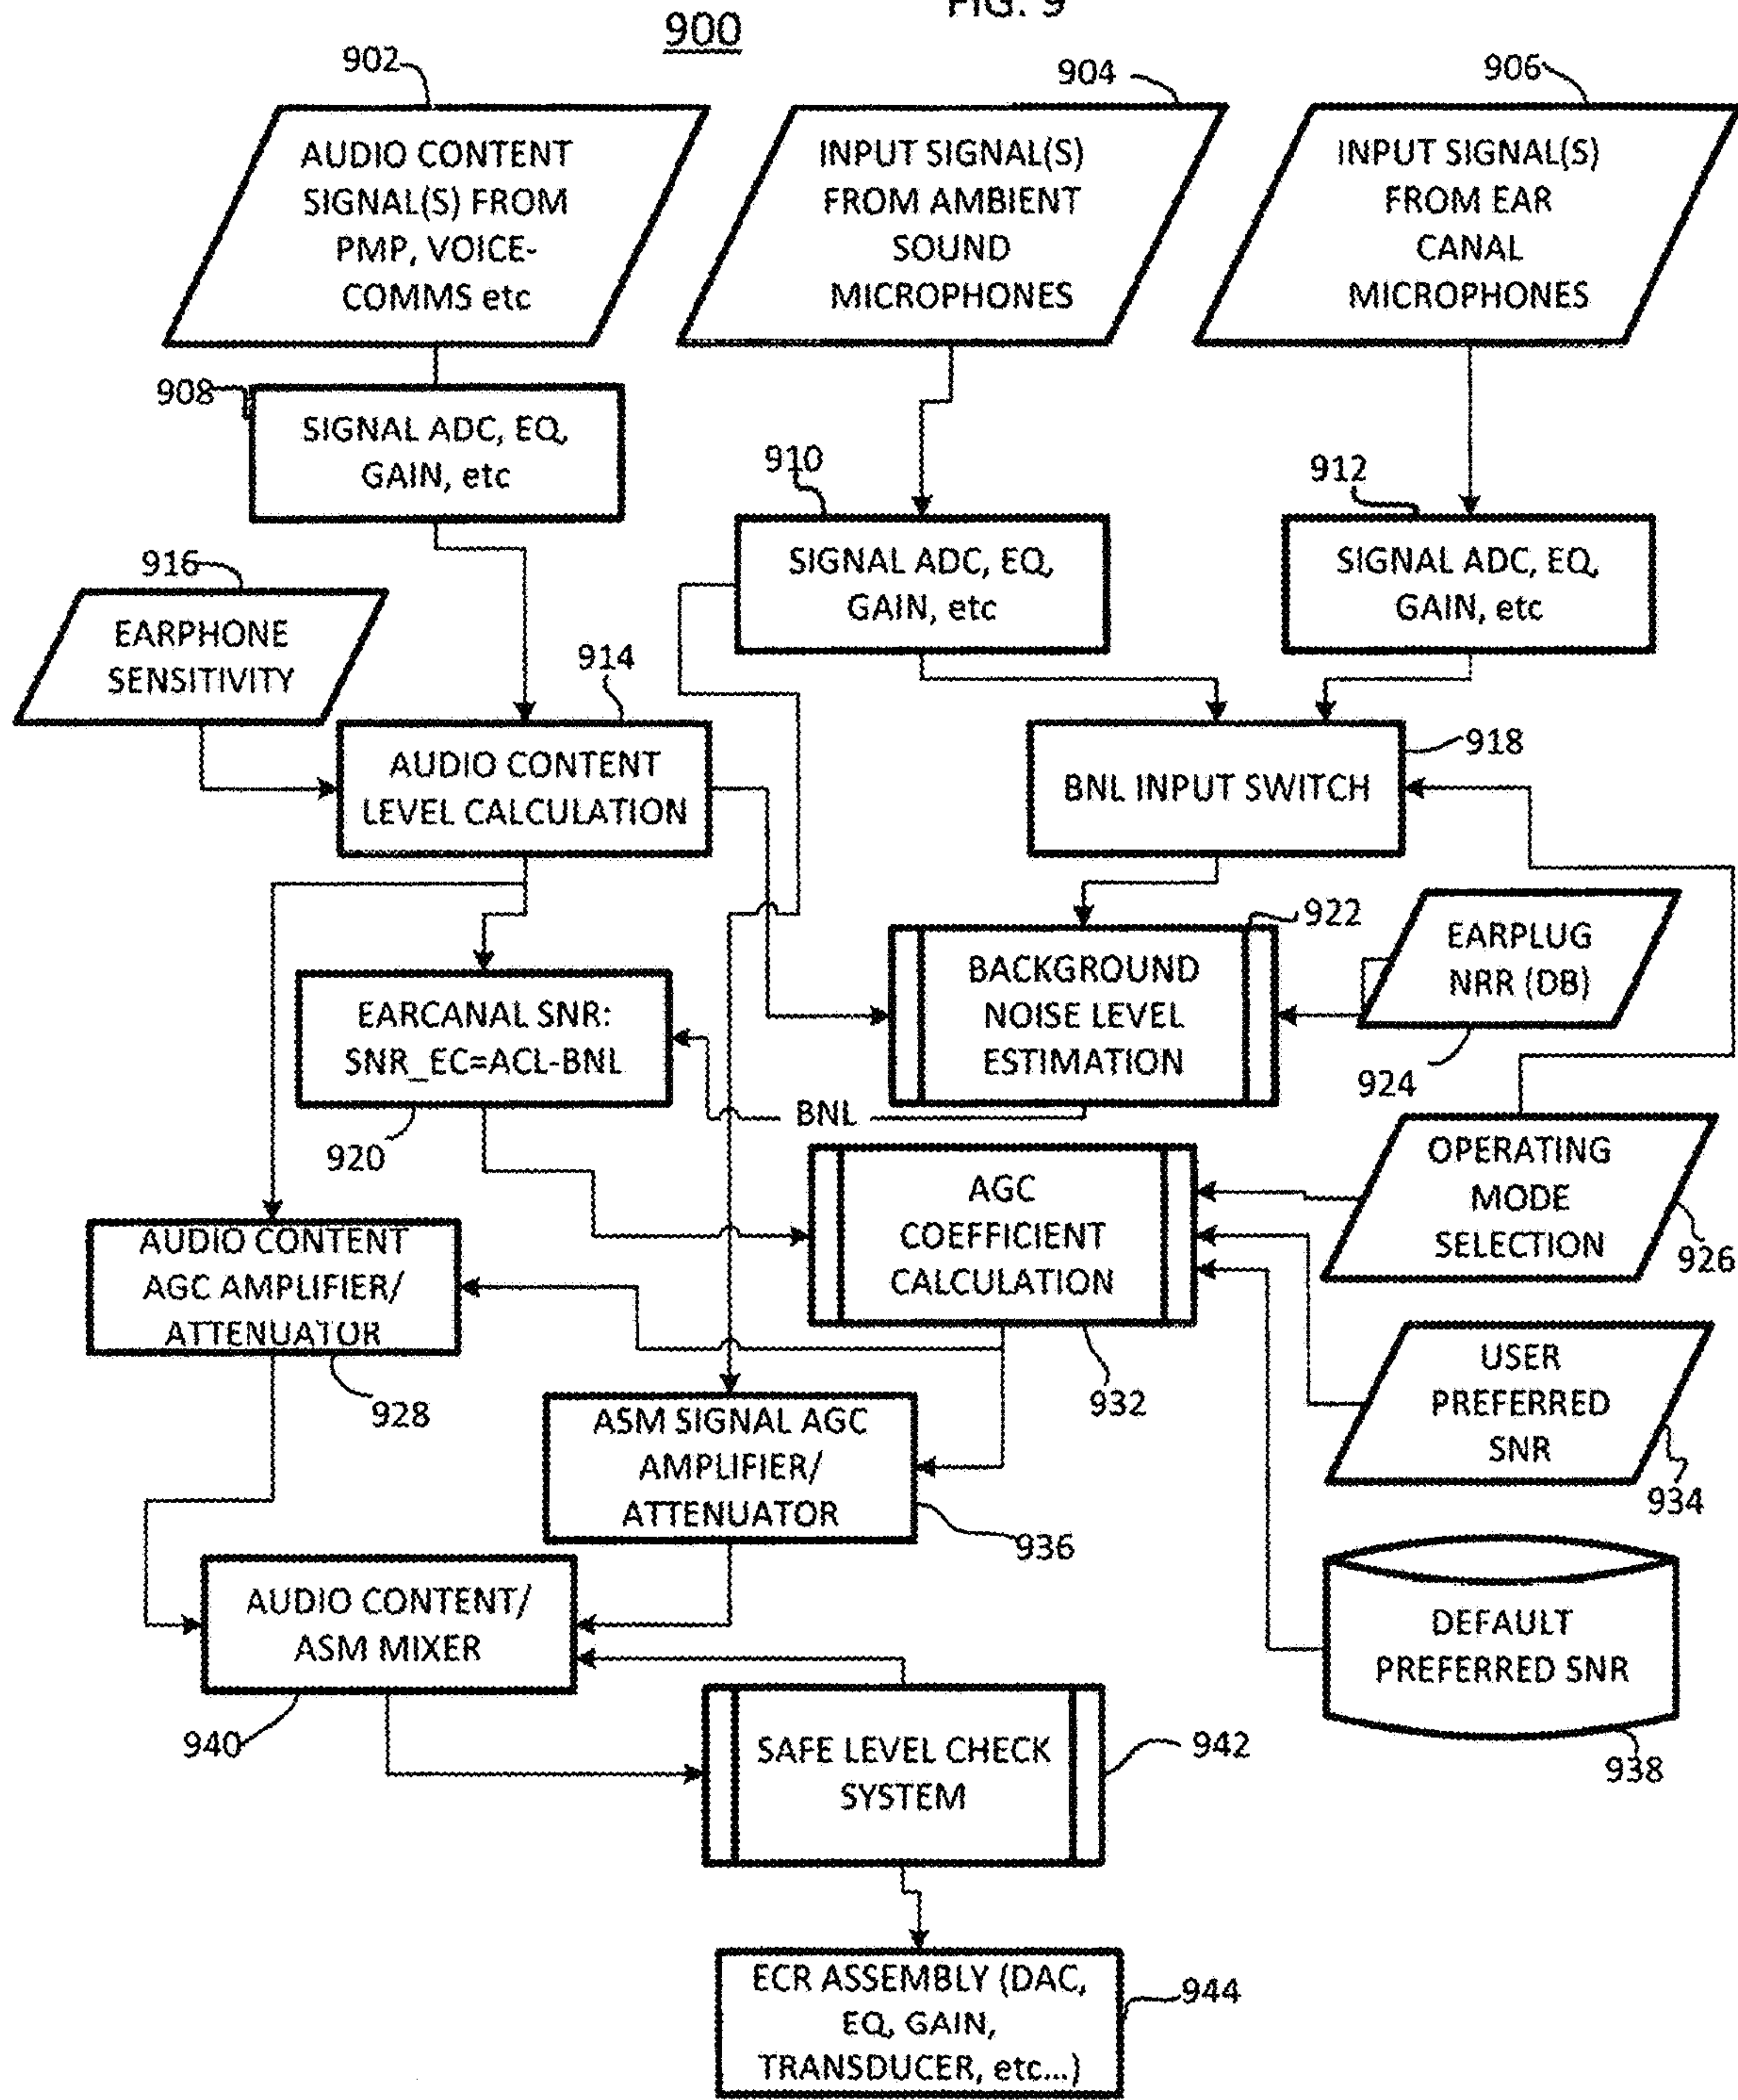 FIG. 9
900
902
904
906
AUDIO CONTENT
SIGNAL(S) FROM
PMP, VOICE-
COMMS etc
INPUT SIGNAL(S)
FROM AMBIENT
SOUND
MICROPHONES
INPUT SIGNAL(S)
FROM EAR
CANAL
MICROPHONES
908
SIGNAL ADC, EQ,
GAIN, etc
910
SIGNAL ADC, EQ,
GAIN, etc
912
SIGNAL ADC, EQ,
GAIN, etc
916
EARPHONE
SENSITIVITY
914
AUDIO CONTENT
LEVEL CALCULATION
918
BNL INPUT SWITCH
922
BACKGROUND
NOISE LEVEL
ESTIMATION
EARPLUG
NRR (DB)
924
EARCANAL SNR:
SNR_EC=ACL-BNL
920
BNL
OPERATING
MODE
SELECTION
926
AGC
COEFFICIENT
CALCULATION
932
AUDIO CONTENT
AGC AMPLIFIER/
ATTENUATOR
928
USER
PREFERRED
SNR
934
ASM SIGNAL AGC
AMPLIFIER/
ATTENUATOR
936
AUDIO CONTENT/
ASM MIXER
940
DEFAULT
PREFERRED SNR
938
SAFE LEVEL CHECK
SYSTEM
942
ECR ASSEMBLY (DAC,
EQ, GAIN,
TRANSDUCER, etc...)
944